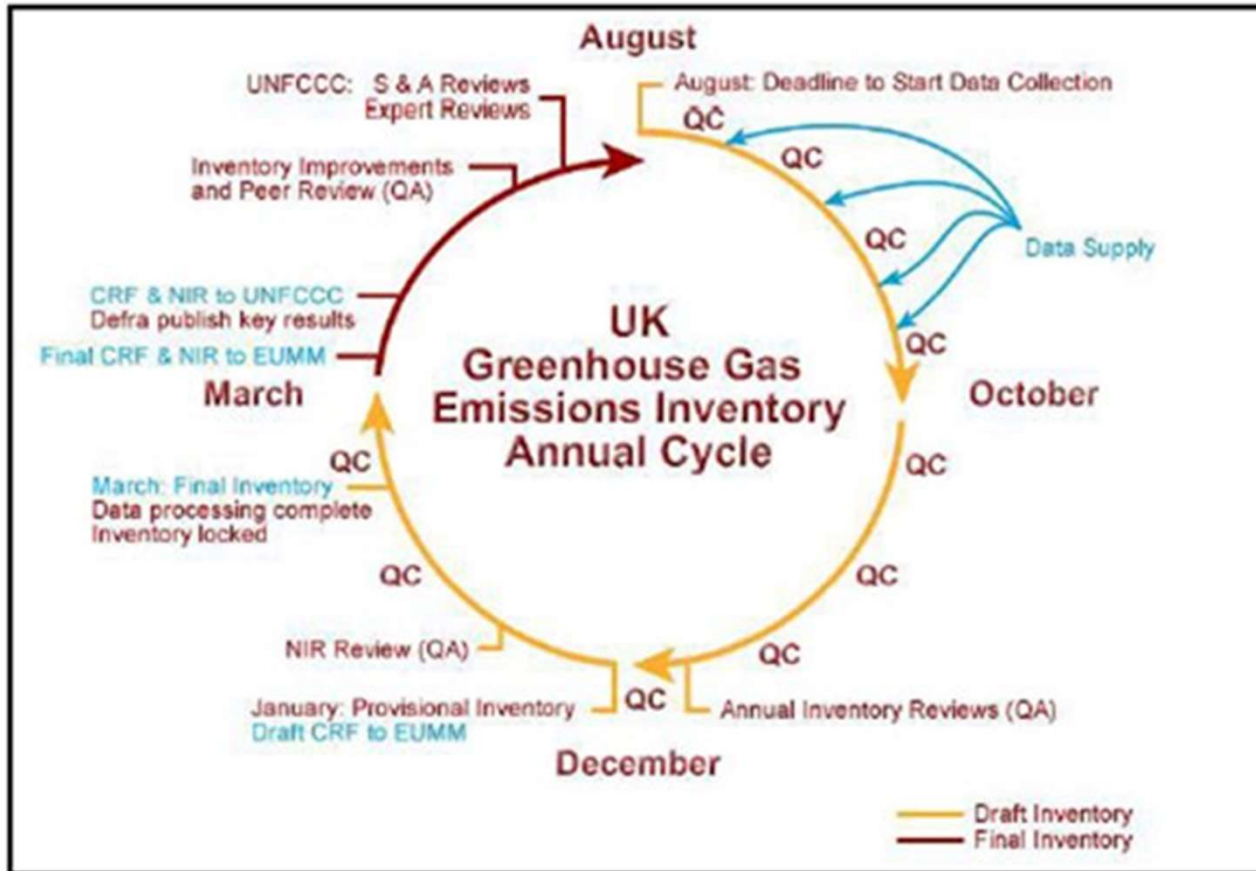 August
UNFCCC: S & A Reviews
Expert Reviews
August: Deadline to Start Data Collection
QC
QC
Inventory Improvements
and Peer Review (QA)
QC
Data Supply
CRF & NIR to UNFCCC
Defra publish key results
QC
Final CRF & NIR to EUMM
March
October
UK
Greenhouse Gas
Emissions Inventory
Annual Cycle
QC
QC
March: Final Inventory
Data processing complete
Inventory locked
QC
QC
NIR Review (QA)
QC
January: Provisional Inventory
Draft CRF to EUMM
QC
Annual Inventory Reviews (QA)
December
Draft Inventory
Final Inventory